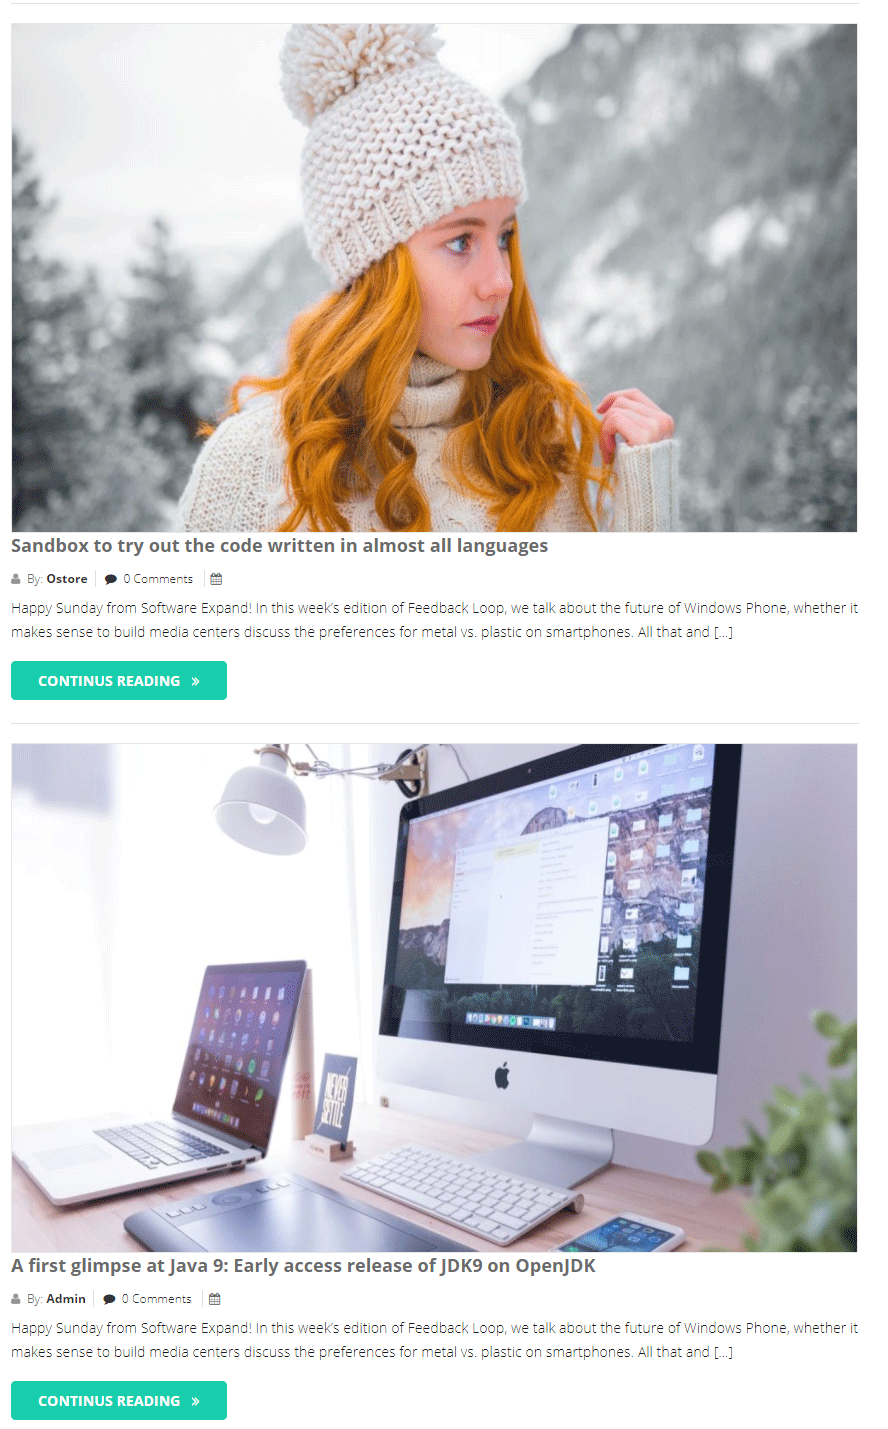 Sandbox to try out the code written in almost all languages
By: Ostore 0 Comments
Happy Sunday from Software Expand! In this week’s edition of Feedback Loop, we talk about the future of Windows Phone, whether it
makes sense to build media centers discuss the preferences for metal vs. plastic on smartphones. All that and [...]
CONTINUS READING »
NEVER
SETTLE
A first glimpse at Java 9: Early access release of JDK9 on OpenJDK
By: Admin 0 Comments
Happy Sunday from Software Expand! In this week’s edition of Feedback Loop, we talk about the future of Windows Phone, whether it
makes sense to build media centers discuss the preferences for metal vs. plastic on smartphones. All that and [...]
CONTINUS READING »